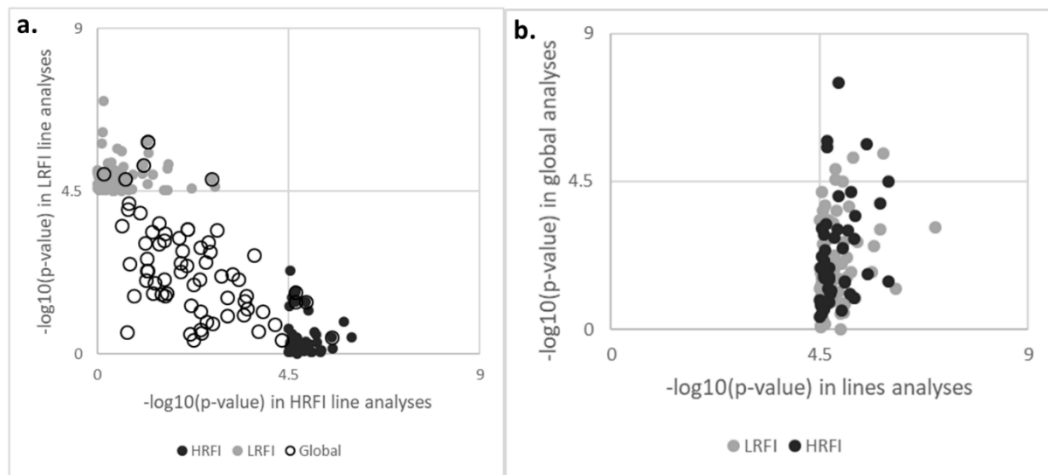 a.
9
4.5
0
-log10(p-value) in LRFI line analyses
0 4.5 9
-log10(p-value) in HRFI line analyses
HRFI LRFI Global
b.
9
4.5
0
-log10(p-value) in global analyses
0 4.5 9
-log10(p-value) in lines analyses
LRFI HRFI